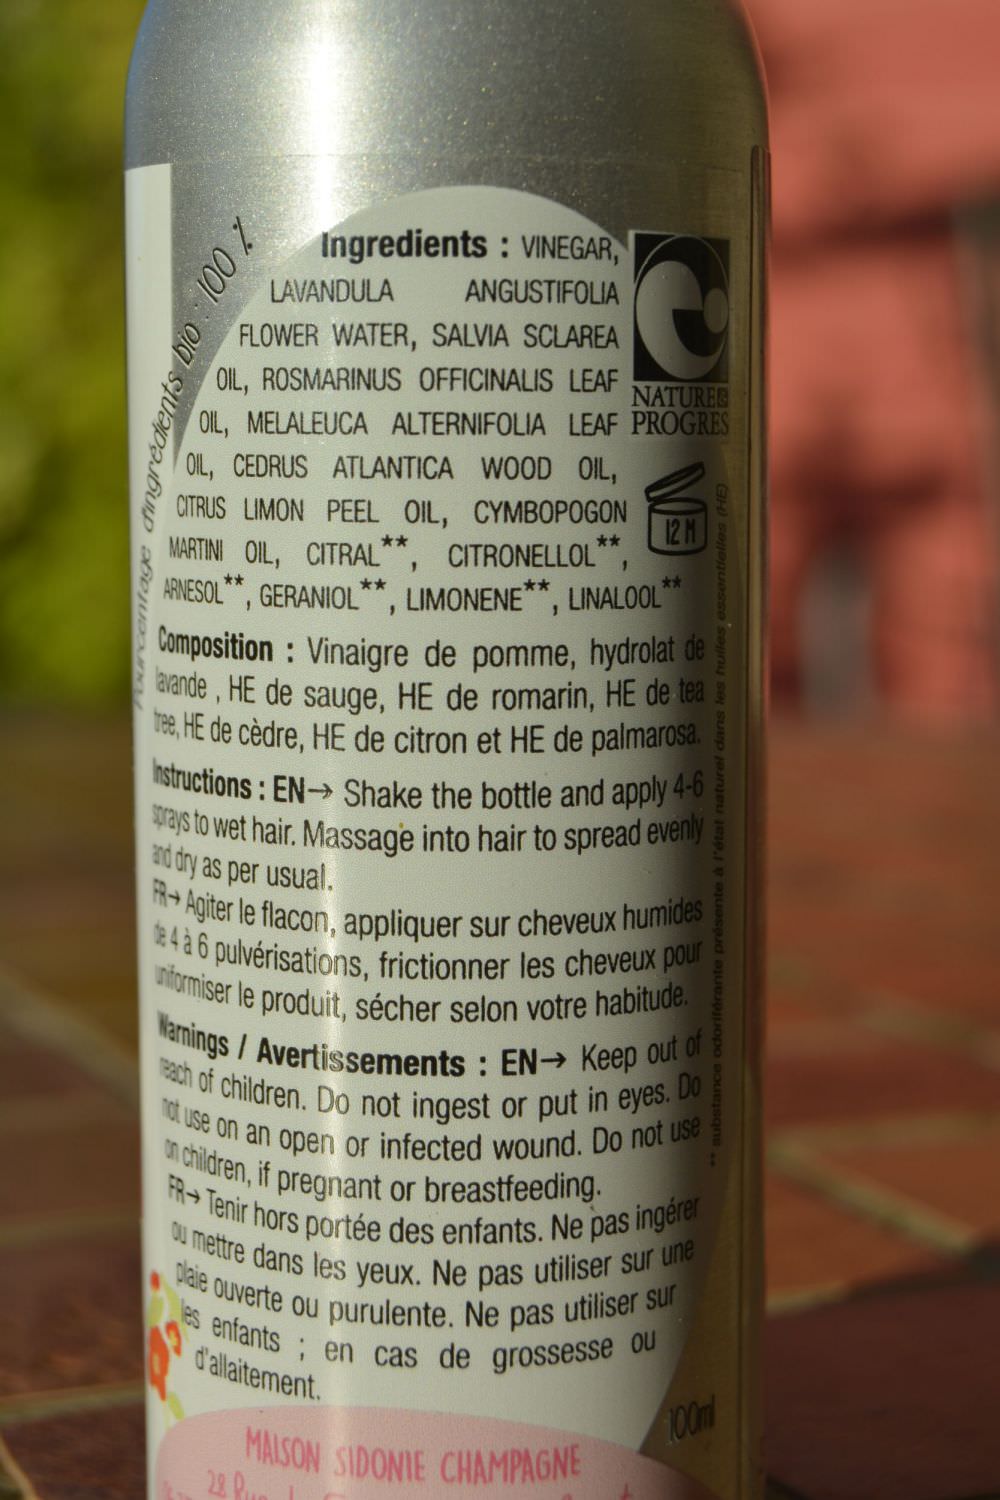 Ingredients : VINEGAR,
LAVANDULA ANGUSTIFOLIA
FLOWER WATER, SALVIA SCLAREA
OIL, ROSMARINUS OFFICINALIS LEAF
OIL, MELALEUCA ALTERNIFOLIA LEAF
OIL, CEDRUS ATLANTICA WOOD OIL,
CITRUS LIMON PEEL OIL, CYMBOPOGON
MARTINI OIL, CITRAL**, CITRONELLOL**,
ARNESOL**, GERANIOL**, LIMONENE**, LINALOOL**
NATURE &
PROGRES
12 M
Pourcentage d'ingrédients bio : 100 %
Composition : Vinaigre de pomme, hydrolat de
lavande , HE de sauge, HE de romarin, HE de tea
tree, HE de cèdre, HE de citron et HE de palmarosa.
Instructions : EN→ Shake the bottle and apply 4-6
sprays to wet hair. Massage into hair to spread evenly
and dry as per usual.
FR→ Agiter le flacon, appliquer sur cheveux humides
de 4 à 6 pulvérisations, frictionner les cheveux pour
uniformiser le produit, sécher selon votre habitude.
Warnings / Avertissements : EN→ Keep out of
reach of children. Do not ingest or put in eyes. Do
not use on an open or infected wound. Do not use
on children, if pregnant or breastfeeding.
FR→ Tenir hors portée des enfants. Ne pas ingérer
ou mettre dans les yeux. Ne pas utiliser sur une
plaie ouverte ou purulente. Ne pas utiliser sur
les enfants ; en cas de grossesse ou
d'allaitement.
** substance odoriférante présente à l'état naturel dans les huiles essentielles (HE)
100ml
MAISON SIDONIE CHAMPAGNE
28 Rue